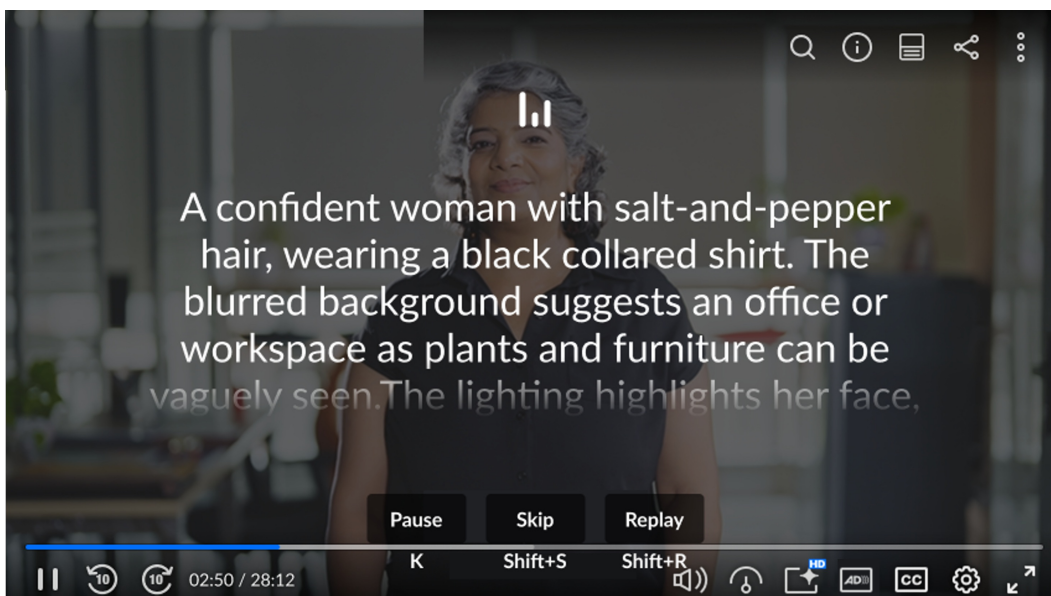 A confident woman with salt-and-pepper
hair, wearing a black collared shirt. The
blurred background suggests an office or
workspace as plants and furniture can be
vaguely seen.The lighting highlights her face,
Pause Skip Replay
K Shift+S Shift+R
10 10 02:50 / 28:12 HD AD CC